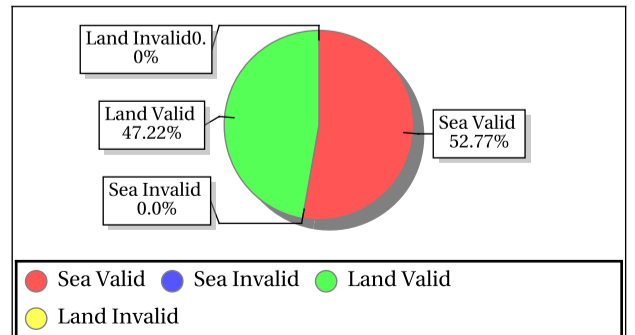 Land Invalid0.
0%
Land Valid
47.22%
Sea Valid
52.77%
Sea Invalid
0.0%
Sea Valid Sea Invalid Land Valid
Land Invalid